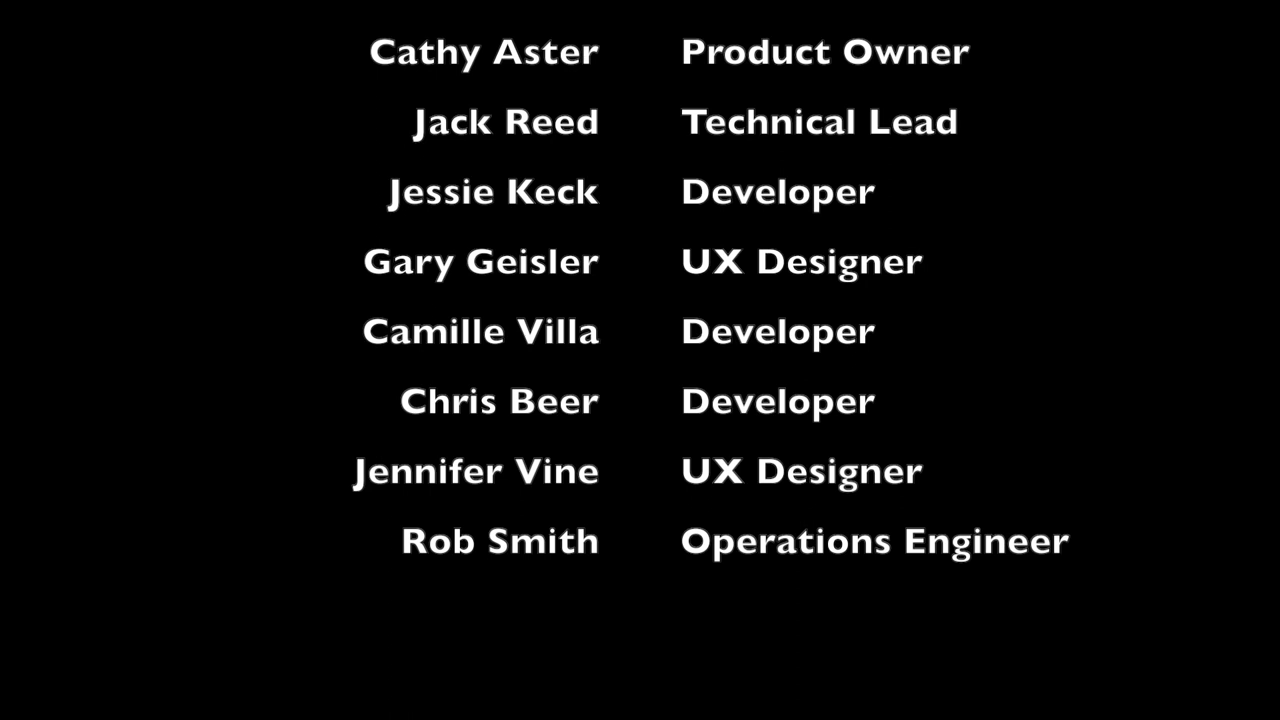 Cathy Aster Product Owner
Jack Reed Technical Lead
Jessie Keck Developer
Gary Geisler UX Designer
Camille Villa Developer
Chris Beer Developer
Jennifer Vine UX Designer
Rob Smith Operations Engineer